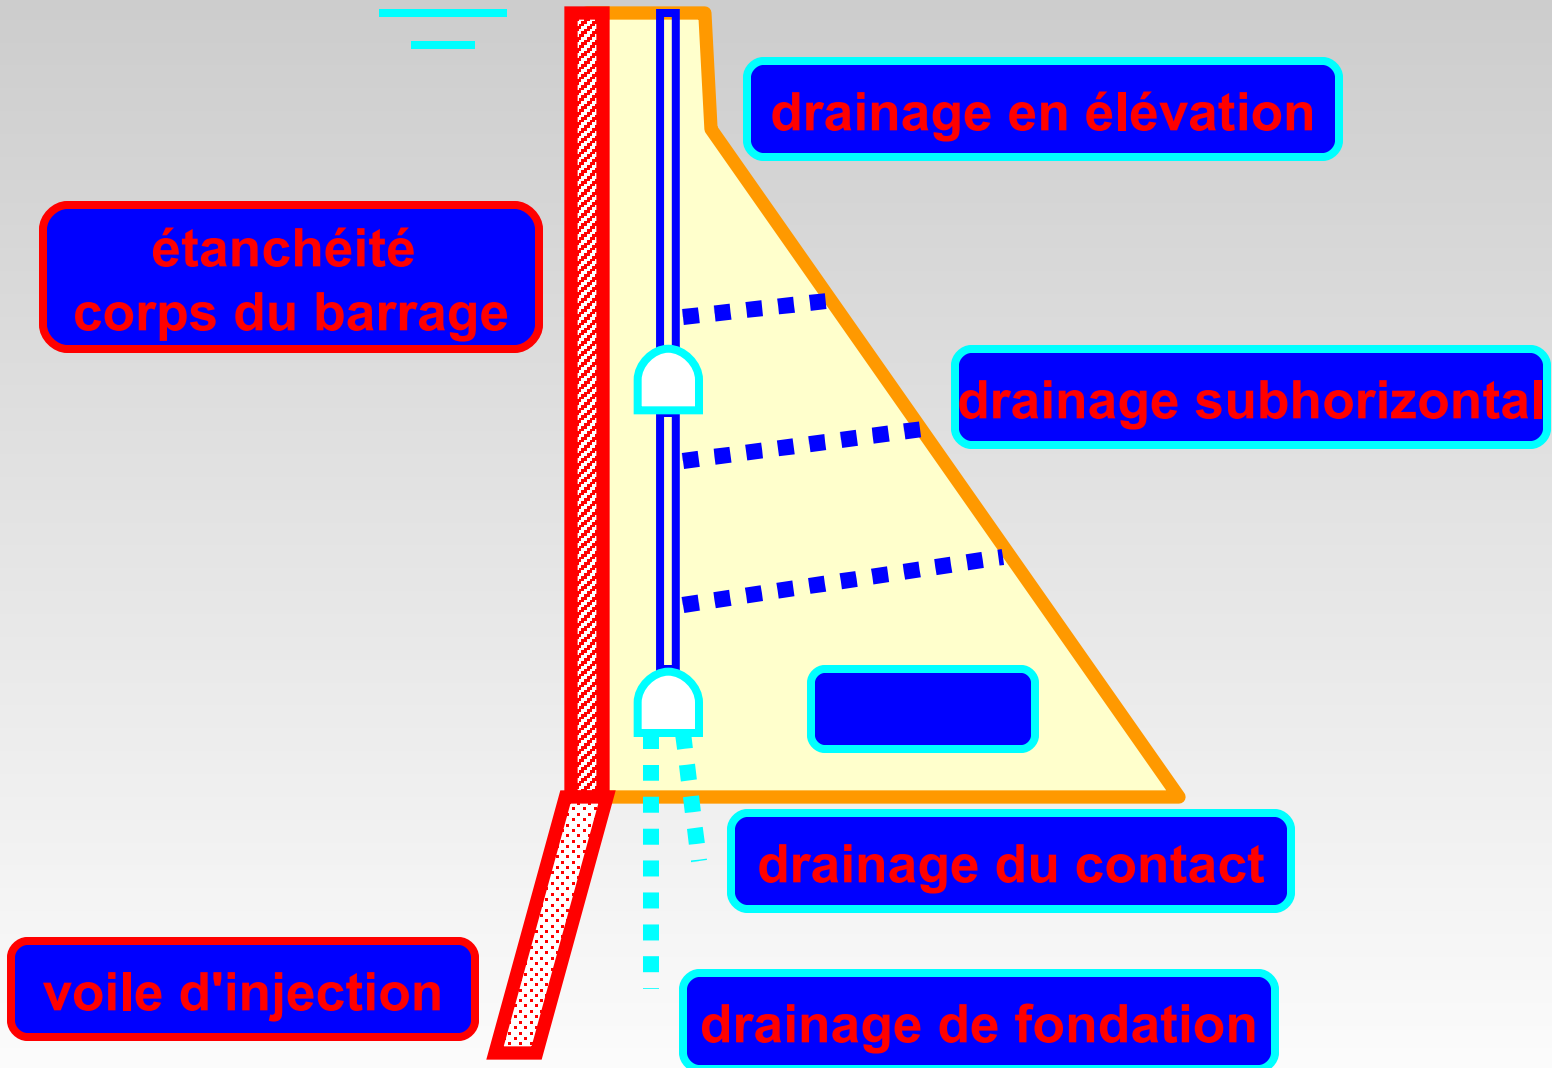 drainage en élévation
étanchéité
corps du barrage
drainage subhorizontal
drainage du contact
voile d'injection
drainage de fondation